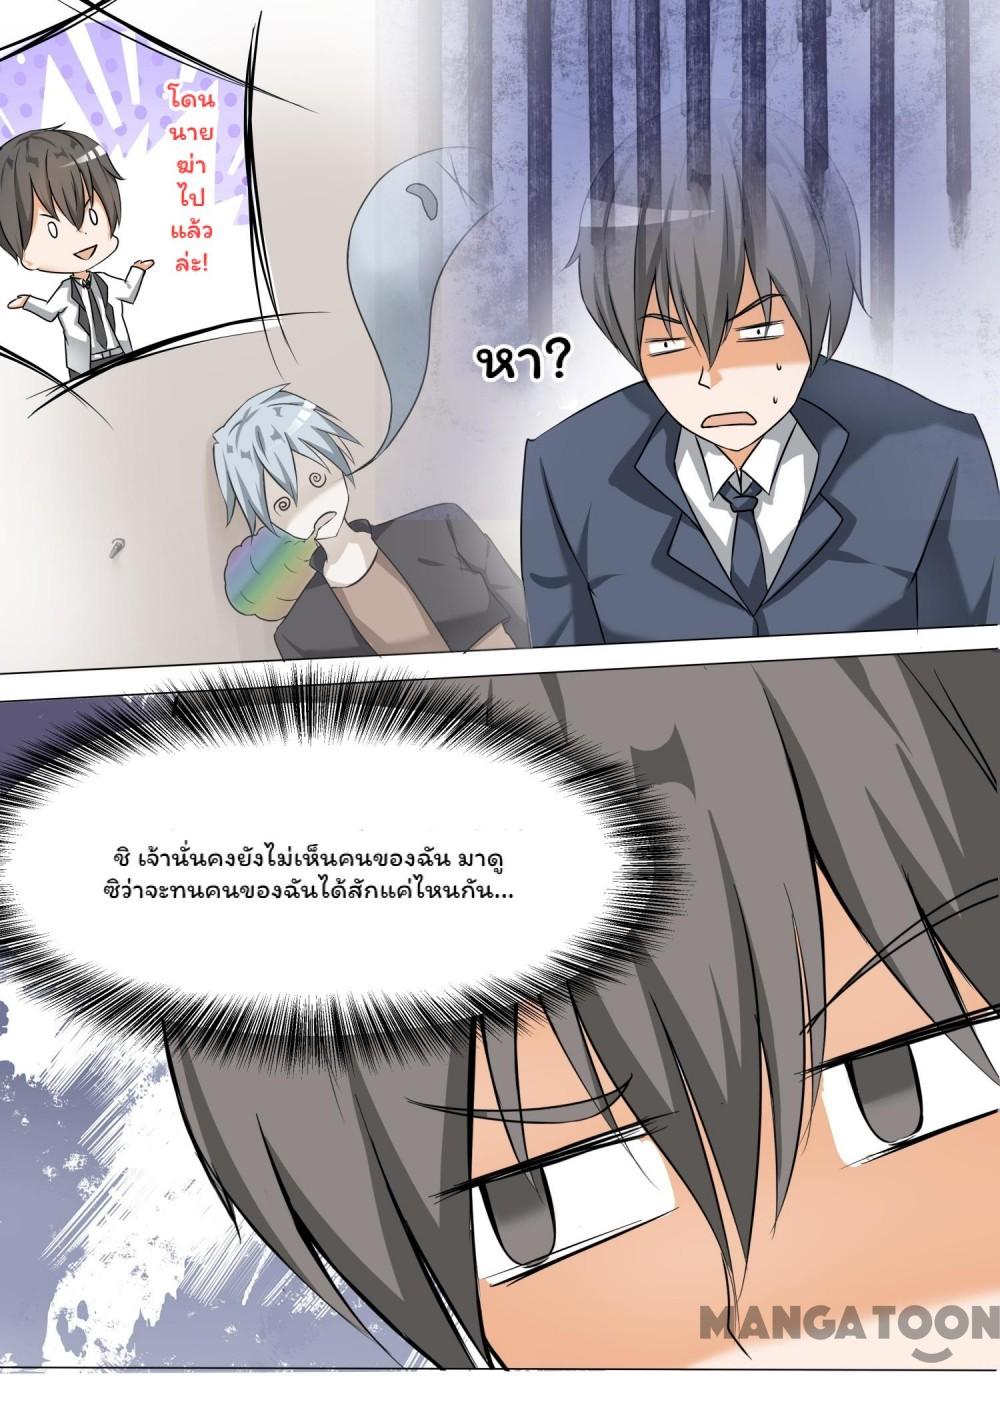 โดน
นาย
ฆ่า
ไป
แล้ว
ล่ะ!
หา?
ชิ เจ้านั่นคงยังไม่เห็นคนของฉัน มาดู
ซิว่าจะทนคนของฉันได้สักแค่ไหนกัน...
MANGATOON